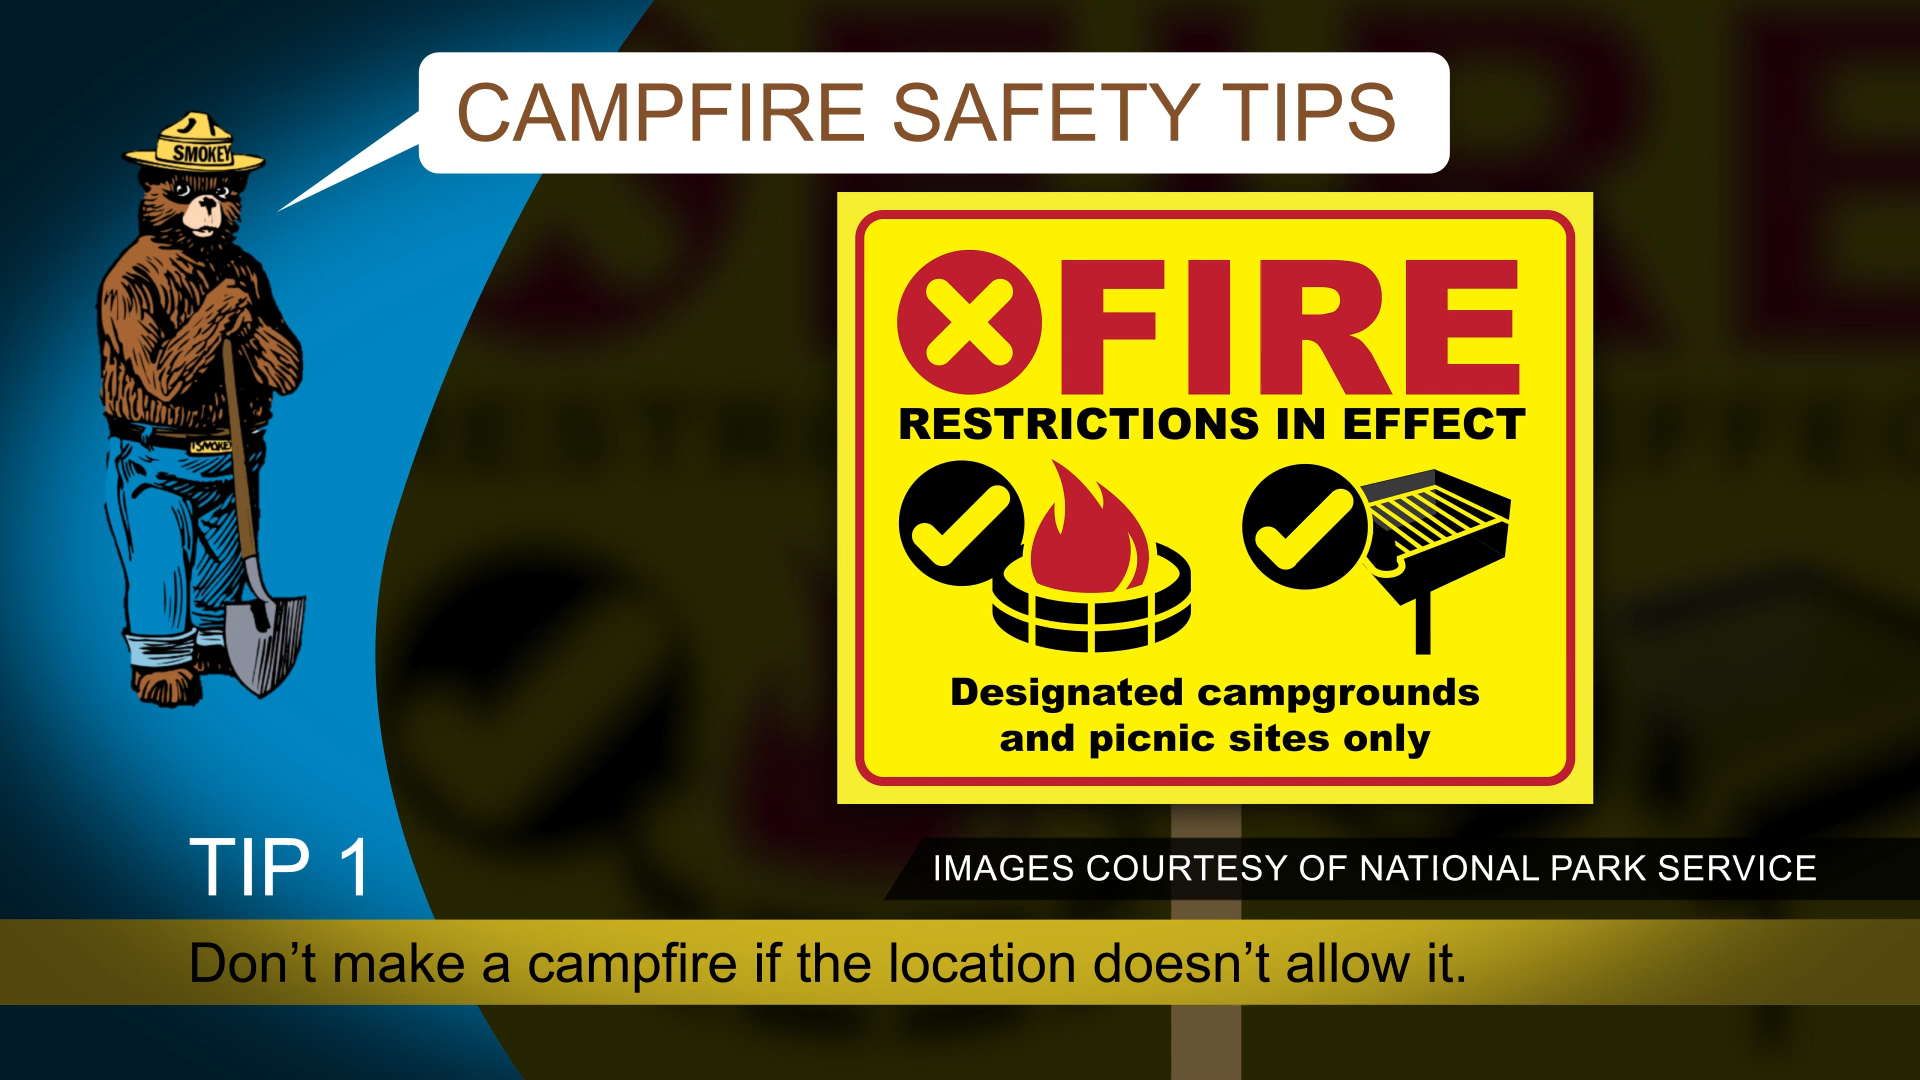 CAMPFIRE SAFETY TIPS
SMOKEY
SMOKEY
FIRE
RESTRICTIONS IN EFFECT
Designated campgrounds
and picnic sites only
TIP 1
IMAGES COURTESY OF NATIONAL PARK SERVICE
Don’t make a campfire if the location doesn’t allow it.